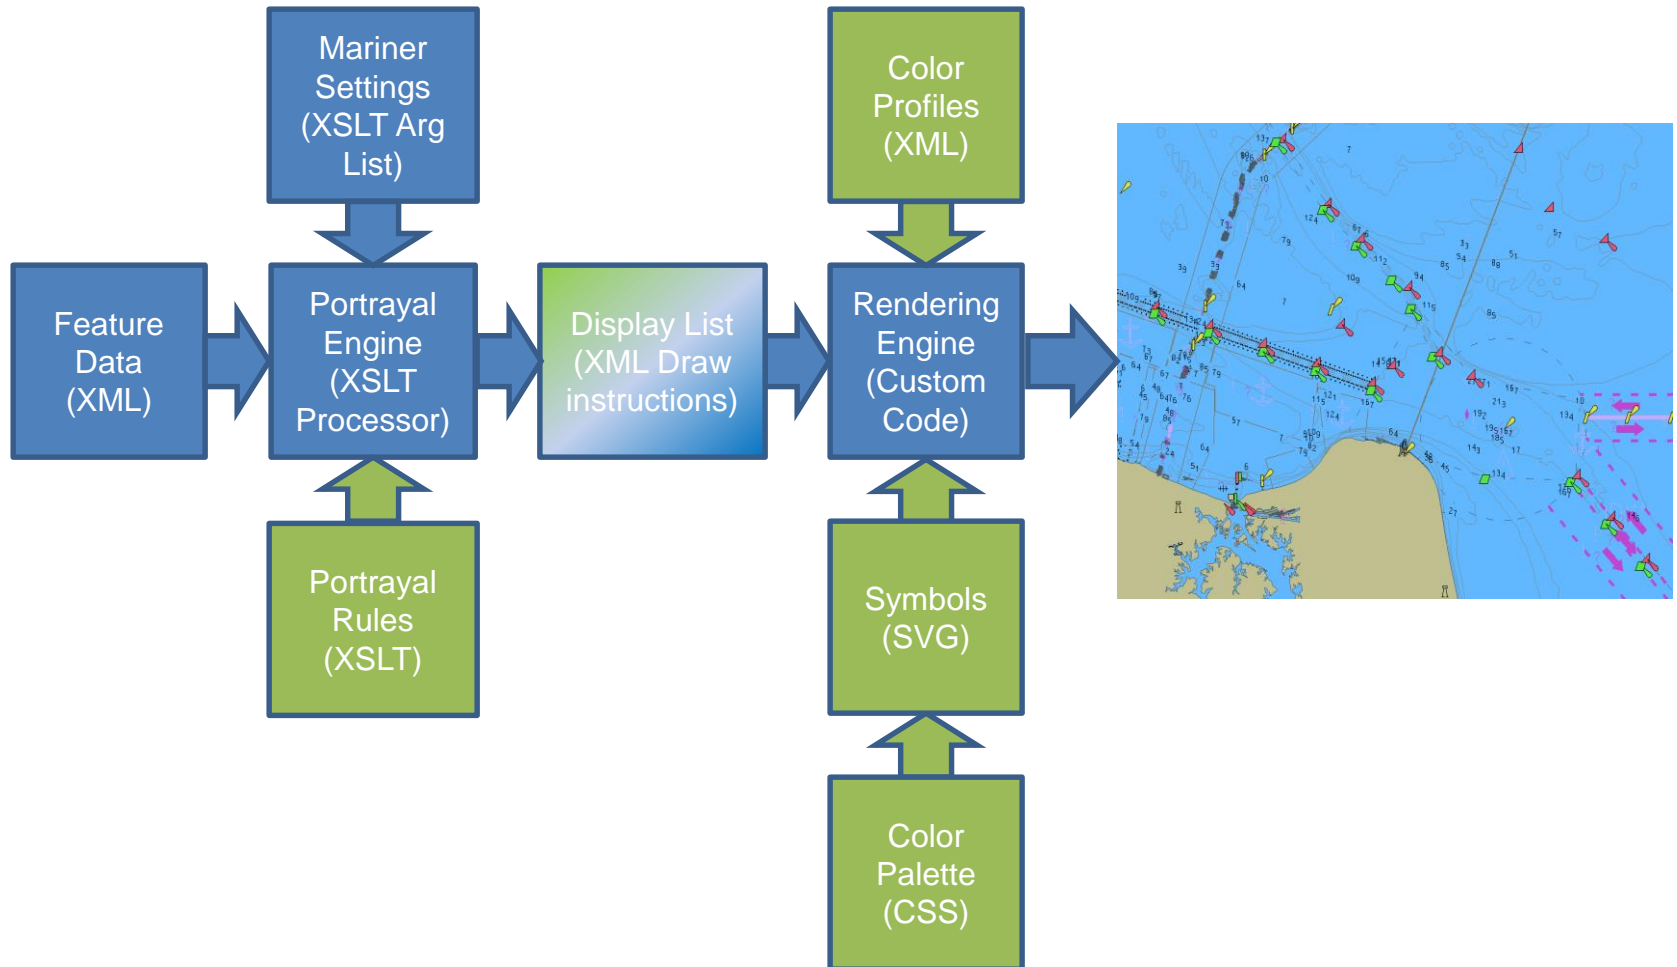 Mariner
Settings
(XSLT Arg
List)
Color
Profiles
(XML)
Feature
Data
(XML)
Portrayal
Engine
(XSLT
Processor)
Display List
(XML Draw
instructions)
Rendering
Engine
(Custom
Code)
Portrayal
Rules
(XSLT)
Symbols
(SVG)
Color
Palette
(CSS)